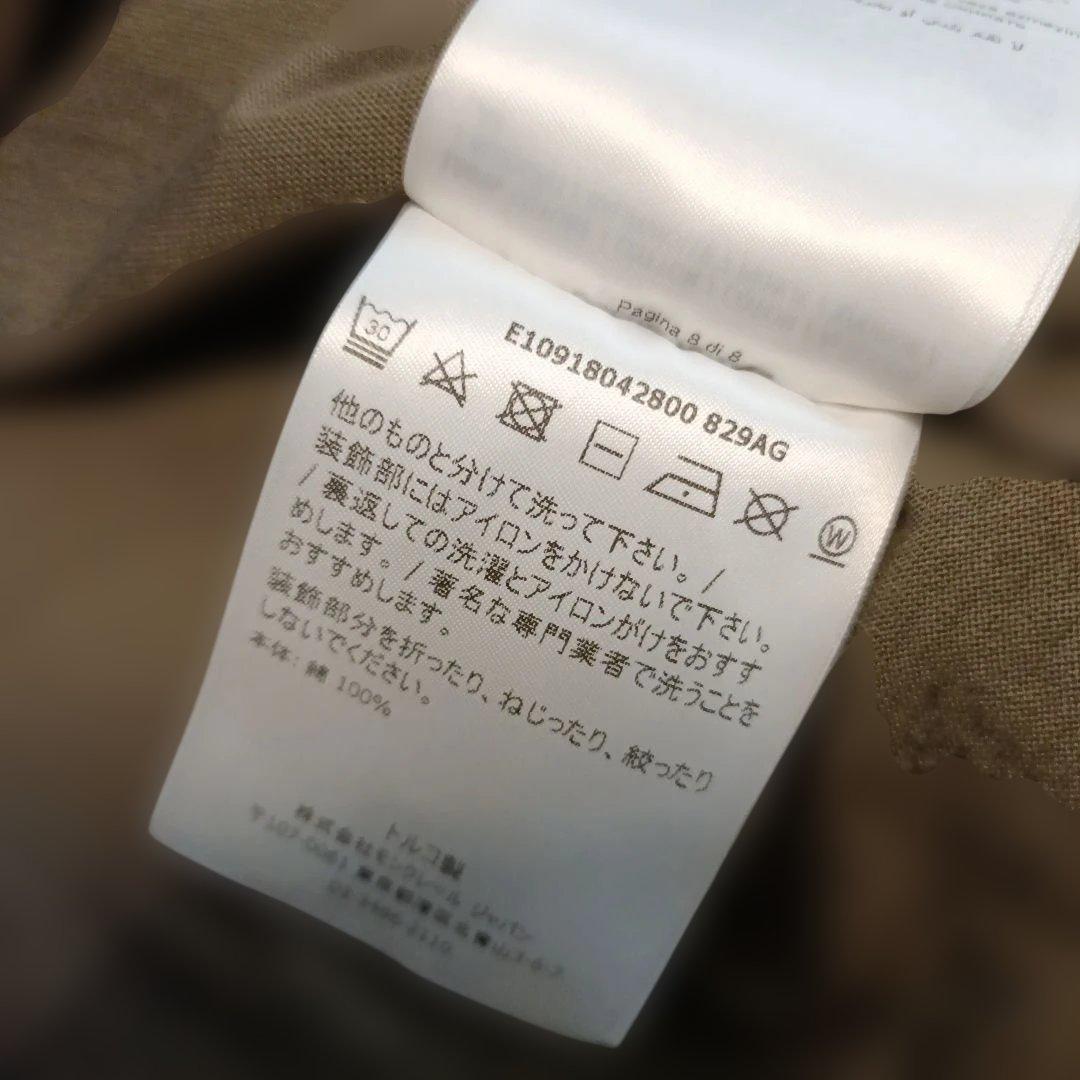 Pagina 8 di 8
E10918042800 829AG
30
W
他のものと分けて洗って下さい。/
装飾部にはアイロンをかけないで下さい。
/ 裏返しての洗濯とアイロンがけをおすす
めします。/ 著名な専門業者で洗うことを
おすすめします。
装飾部分を折ったり、ねじったり、絞ったり
しないでください。
本体: 綿 100%
トルコ製
株式会社モンクレール ジャパン